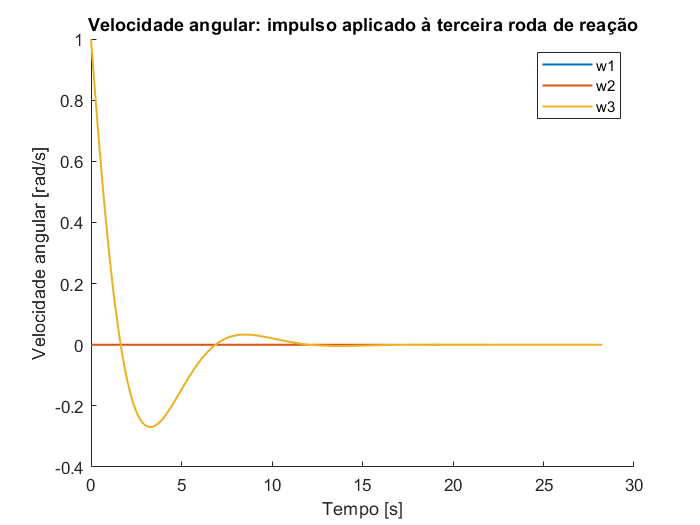 Velocidade angular: impulso aplicado à terceira roda de reação
w1
w2
w3
Velocidade angular [rad/s]
1
0.8
0.6
0.4
0.2
0
-0.2
-0.4
0 5 10 15 20 25 30
Tempo [s]